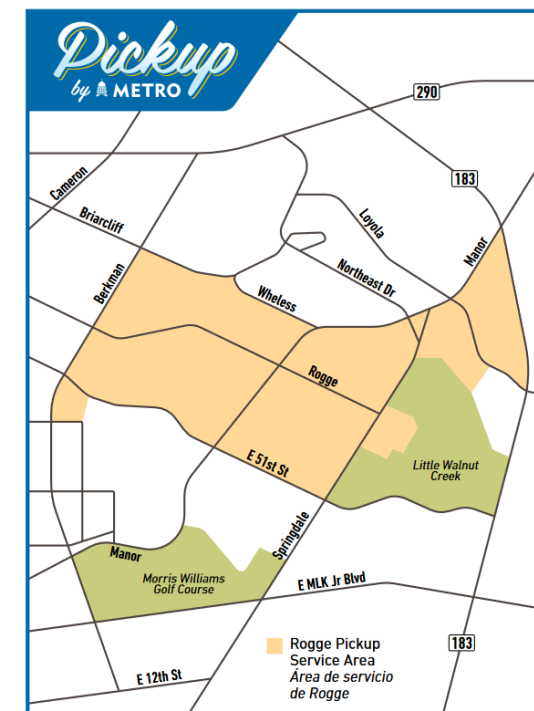 Pickup
by METRO
290
183
Cameron
Briarcliff
Loyola
Manor
Berkman
Northeast Dr
Wheless
Rogge
E 51st St
Little Walnut
Creek
Springdale
Manor
Morris Williams
Golf Course
E MLK Jr Blvd
183
Rogge Pickup
Service Area
Área de servicio
de Rogge
E 12th St